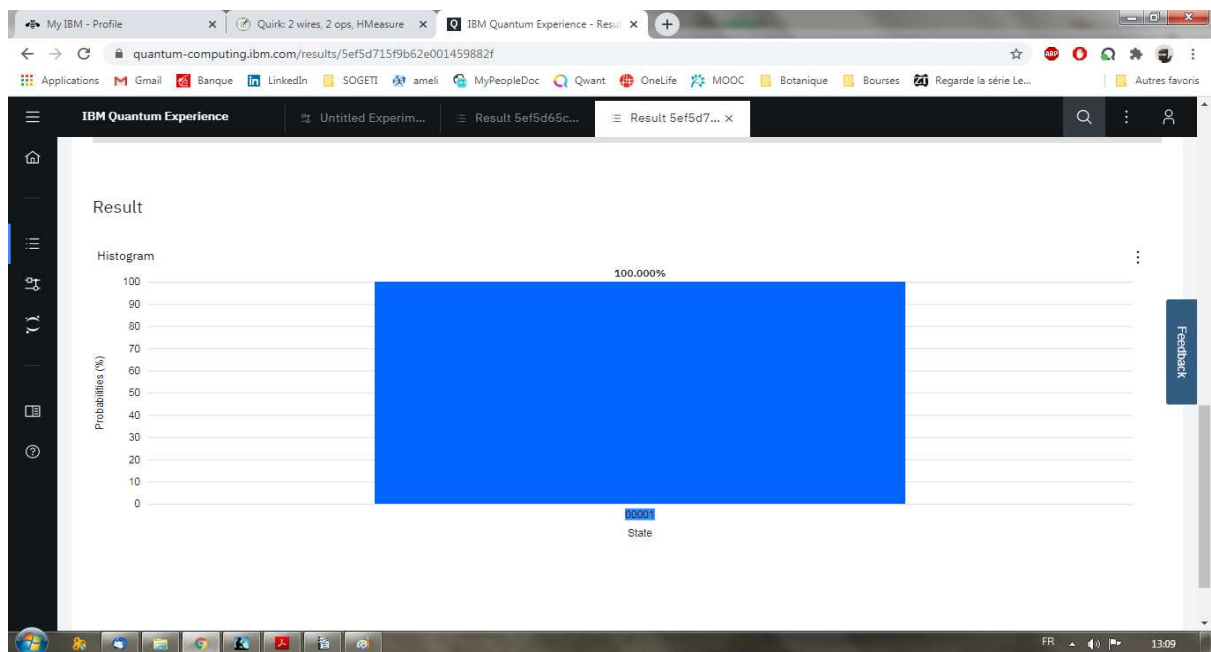 My IBM - Profile
Quirk: 2 wires, 2 ops, HMeasure
IBM Quantum Experience - Resu
quantum-computing.ibm.com/results/5ef5d715f9b62e001459882f
ABP
Applications Gmail Banque LinkedIn SOGETI ameli MyPeopleDoc Qwant OneLife MOOC Botanique Bourses Regarde la série Le... Autres favoris
IBM Quantum Experience
Untitled Experim...
Result 5ef5d65c...
Result 5ef5d7...
Result
Histogram
100.000%
100
90
80
70
60
50
40
30
20
10
0
Probabilities (%)
00001
State
Feedback
FR 13:09